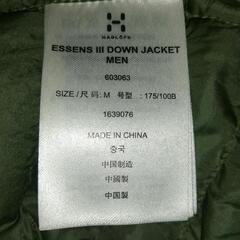 HAGLÖFS
ESSENS III DOWN JACKET
MEN
603063
SIZE / 尺码: M 号型 : 175/100B
1639076
MADE IN CHINA
중국
中国制造
中國製造
中国製